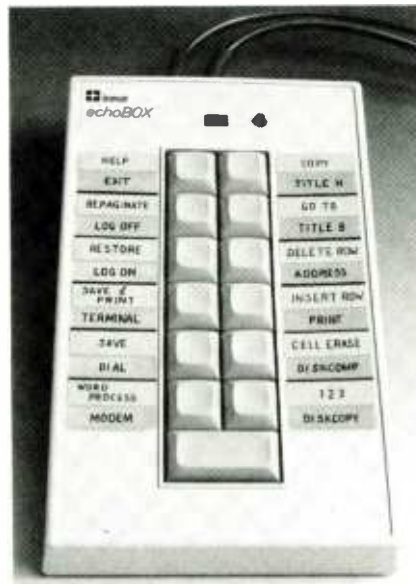 echoBOX
HELP
EXIT
REPAGINATE
LOG OFF
RESTORE
LOG ON
SAVE &
PRINT
TERMINAL
SAVE
DIAL
WORD
PROCESS
MODEM
COPY
TITLE H
GO TO
TITLE B
DELETE ROW
ADDRESS
INSERT ROW
PRINT
CELL ERASE
DISKCOMP
1 2 3
DISKCOPY